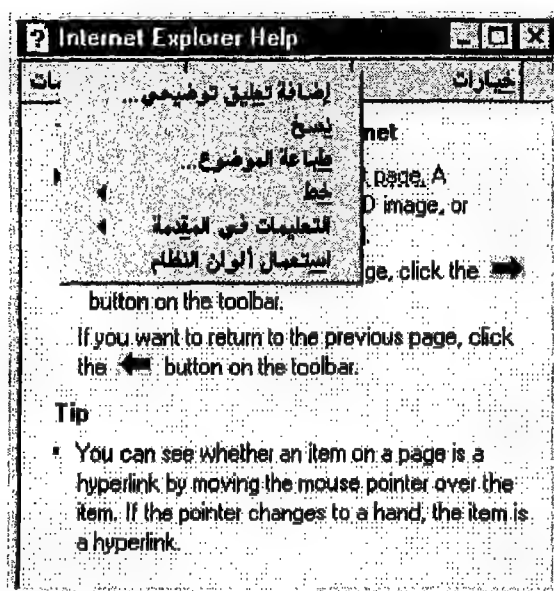 Internet Explorer Help
خيارات
إضافة تعليق توضيحي...
نسخ
طباعة الموضوع...
خط
التعليمات في المقدمة
استعمال ألوان النظام
net
page. A
D image, or
ge, click the
button on the toolbar.
If you want to return to the previous page, click
the button on the toolbar.
Tip
You can see whether an item on a page is a
hyperlink by moving the mouse pointer over the
item. If the pointer changes to a hand, the item is
a hyperlink.